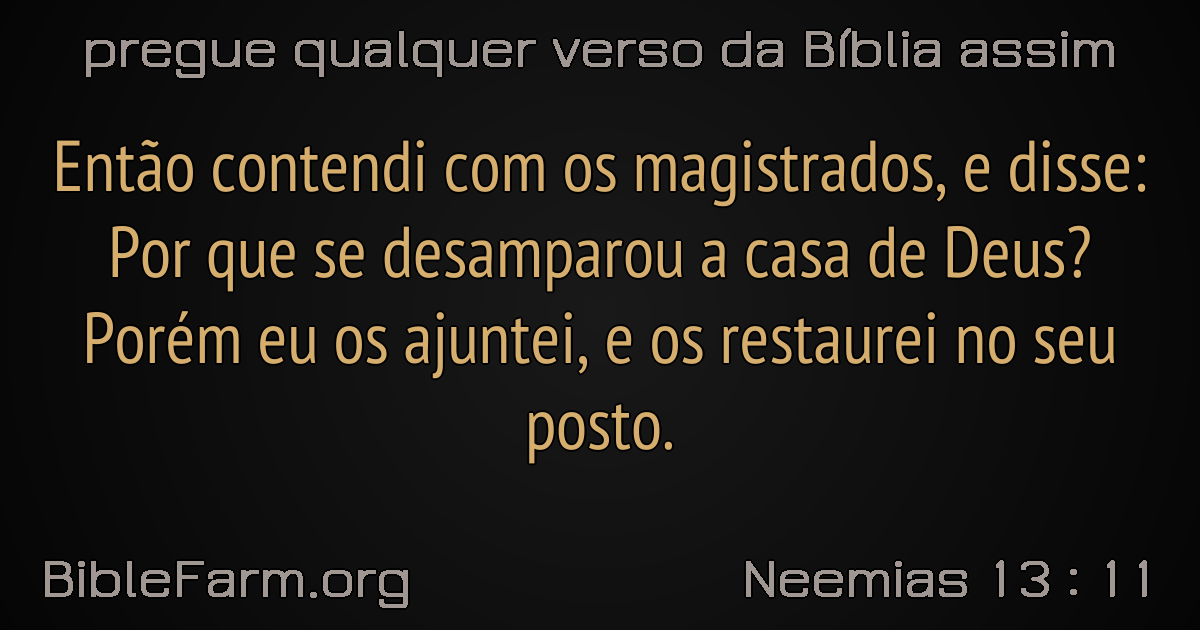 pregue qualquer verso da Bíblia assim
Então contendi com os magistrados, e disse:
Por que se desamparou a casa de Deus?
Porém eu os ajuntei, e os restaurei no seu
posto.
BibleFarm.org
Neemias 13 : 11